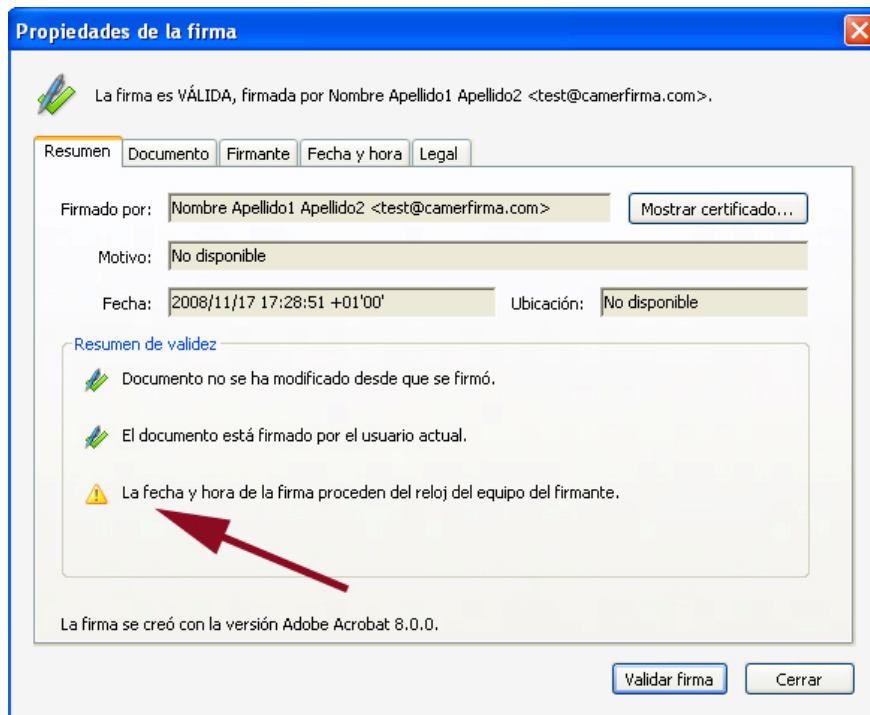 Propiedades de la firma
La firma es VÁLIDA, firmada por Nombre Apellido1 Apellido2 <test@camerfirma.com>.
Resumen Documento Firmante Fecha y hora Legal
Firmado por: Nombre Apellido1 Apellido2 <test@camerfirma.com> Mostrar certificado...
Motivo: No disponible
Fecha: 2008/11/17 17:28:51 +01'00' Ubicación: No disponible
Resumen de validez
Documento no se ha modificado desde que se firmó.
El documento está firmado por el usuario actual.
La fecha y hora de la firma proceden del reloj del equipo del firmante.
La firma se creó con la versión Adobe Acrobat 8.0.0.
Validar firma Cerrar